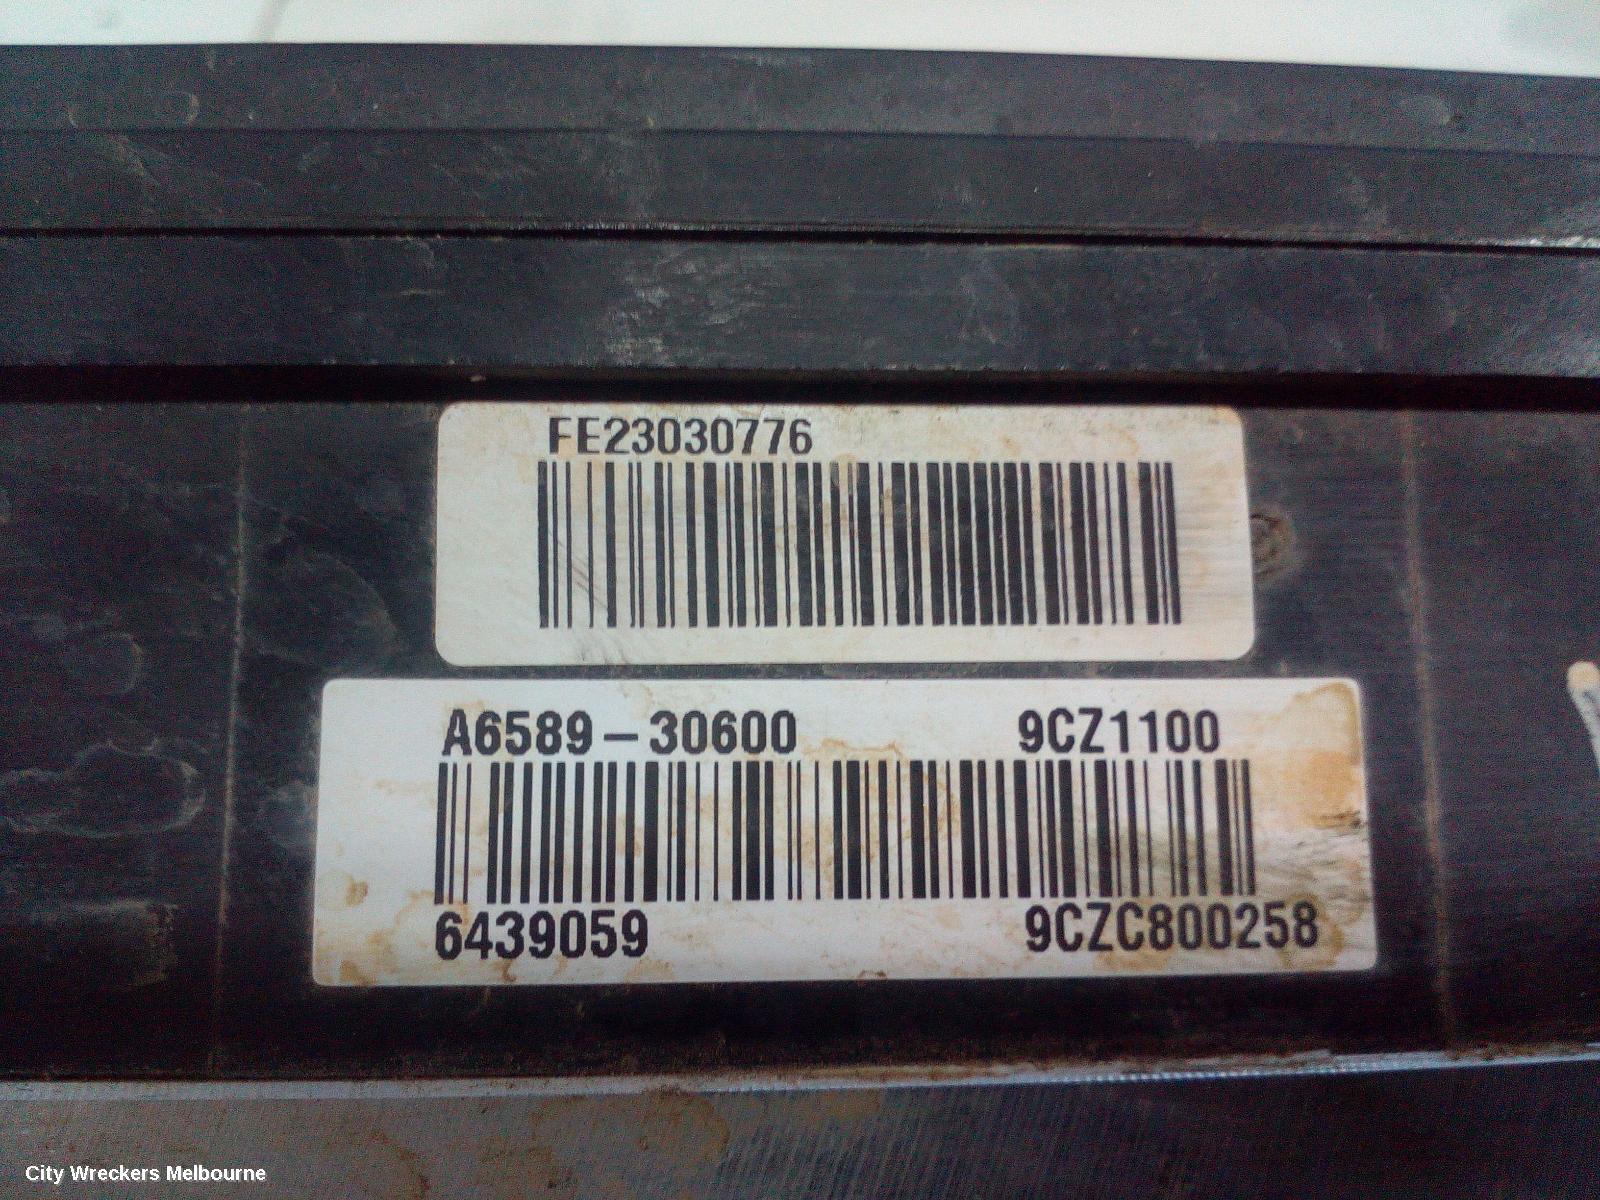 FE23030776
A6589-30600 9CZ1100
6439059 9CZC800258
City Wreckers Melbourne